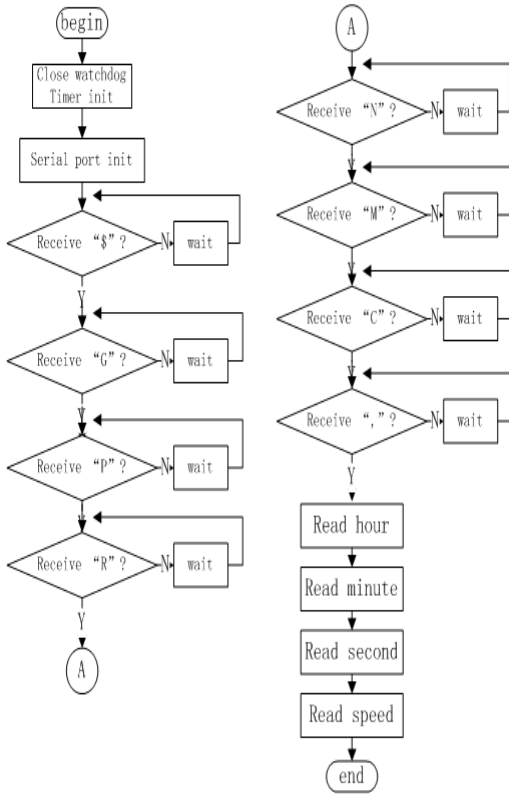 begin
Close watchdog
Timer init
Serial port init
Receive “$”?
N
wait
Y
Receive “G”?
N
wait
Y
Receive “P”?
N
wait
Y
Receive “R”?
N
wait
Y
A
A
Receive “N”?
N
wait
Y
Receive “M”?
N
wait
Y
Receive “C”?
N
wait
Y
Receive “,”?
N
wait
Y
Read hour
Read minute
Read second
Read speed
end